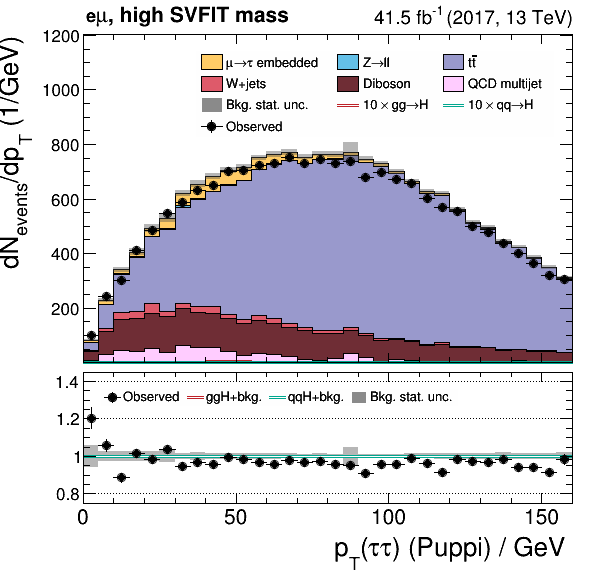 eμ, high SVFIT mass 41.5 fb⁻¹ (2017, 13 TeV)
dN_events/dp_T (1/GeV)
1200
1000
800
600
400
200
μ→τ embedded Z→ll tt̄
W+jets Diboson QCD multijet
Bkg. stat. unc. 10 × gg→H 10 × qq→H
Observed
1.4
1.2
1
0.8
Observed ggH+bkg. qqH+bkg. Bkg. stat. unc.
0 50 100 150
p_T(ττ) (Puppi) / GeV